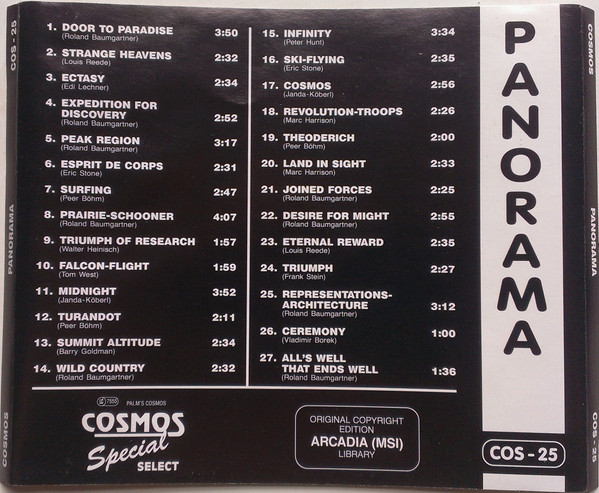 COS - 25
PANORAMA
COSMOS
1. DOOR TO PARADISE 3:50
(Roland Baumgartner)
2. STRANGE HEAVENS 2:32
(Louis Reede)
3. ECTASY 2:34
(Edi Lechner)
4. EXPEDITION FOR
DISCOVERY 2:52
(Roland Baumgartner)
5. PEAK REGION 3:17
(Roland Baumgartner)
6. ESPRIT DE CORPS 2:31
(Eric Stone)
7. SURFING 2:47
(Peer Böhm)
8. PRAIRIE-SCHOONER 4:07
(Roland Baumgartner)
9. TRIUMPH OF RESEARCH 1:57
(Walter Heinisch)
10. FALCON-FLIGHT 1:59
(Tom West)
11. MIDNIGHT 3:52
(Janda-Köberl)
12. TURANDOT 2:11
(Peer Böhm)
13. SUMMIT ALTITUDE 2:34
(Barry Goldman)
14. WILD COUNTRY 2:32
(Roland Baumgartner)
15. INFINITY 3:34
(Peter Hunt)
16. SKI-FLYING 2:35
(Eric Stone)
17. COSMOS 2:56
(Janda-Köberl)
18. REVOLUTION-TROOPS 2:26
(Marc Harrison)
19. THEODERICH 2:00
(Peer Böhm)
20. LAND IN SIGHT 2:33
(Marc Harrison)
21. JOINED FORCES 2:25
(Roland Baumgartner)
22. DESIRE FOR MIGHT 2:55
(Roland Baumgartner)
23. ETERNAL REWARD 2:35
(Louis Reede)
24. TRIUMPH 2:27
(Frank Stein)
25. REPRESENTATIONS-
ARCHITECTURE 3:12
(Roland Baumgartner)
26. CEREMONY 1:00
(Vladimir Borek)
27. ALL'S WELL
THAT ENDS WELL 1:36
(Roland Baumgartner)
7555 PALM'S COSMOS
COSMOS
Special
SELECT
ORIGINAL COPYRIGHT
EDITION
ARCADIA (MSI)
LIBRARY
PANORAMA
COS - 25
COSMOS
PANORAMA
COS - 25